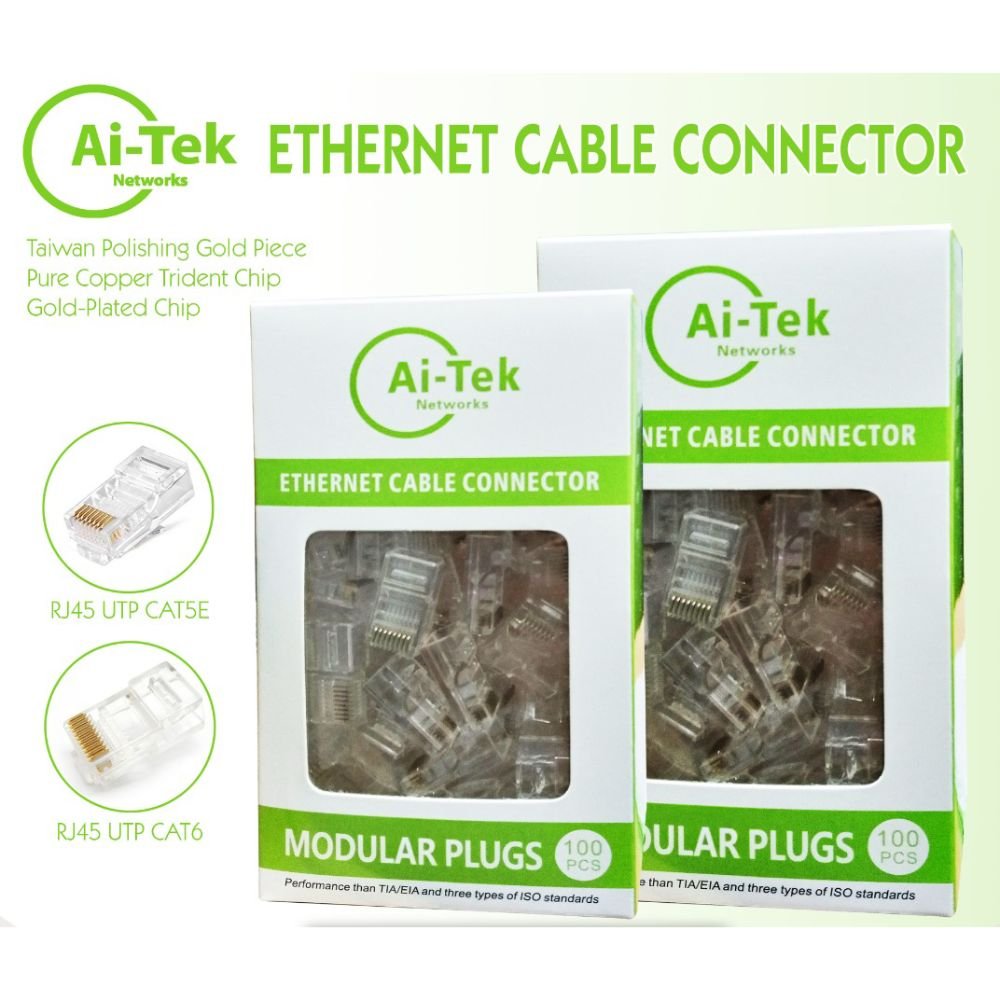 Ai-Tek
Networks
ETHERNET CABLE CONNECTOR
Taiwan Polishing Gold Piece
Pure Copper Trident Chip
Gold-Plated Chip
RJ45 UTP CAT5E
RJ45 UTP CAT6
Ai-Tek
Networks
ETHERNET CABLE CONNECTOR
MODULAR PLUGS
100
PCS
Performance than TIA/EIA and three types of ISO standards
Ai-Tek
Networks
NET CABLE CONNECTOR
DULAR PLUGS
100
PCS
e than TIA/EIA and three types of ISO standards